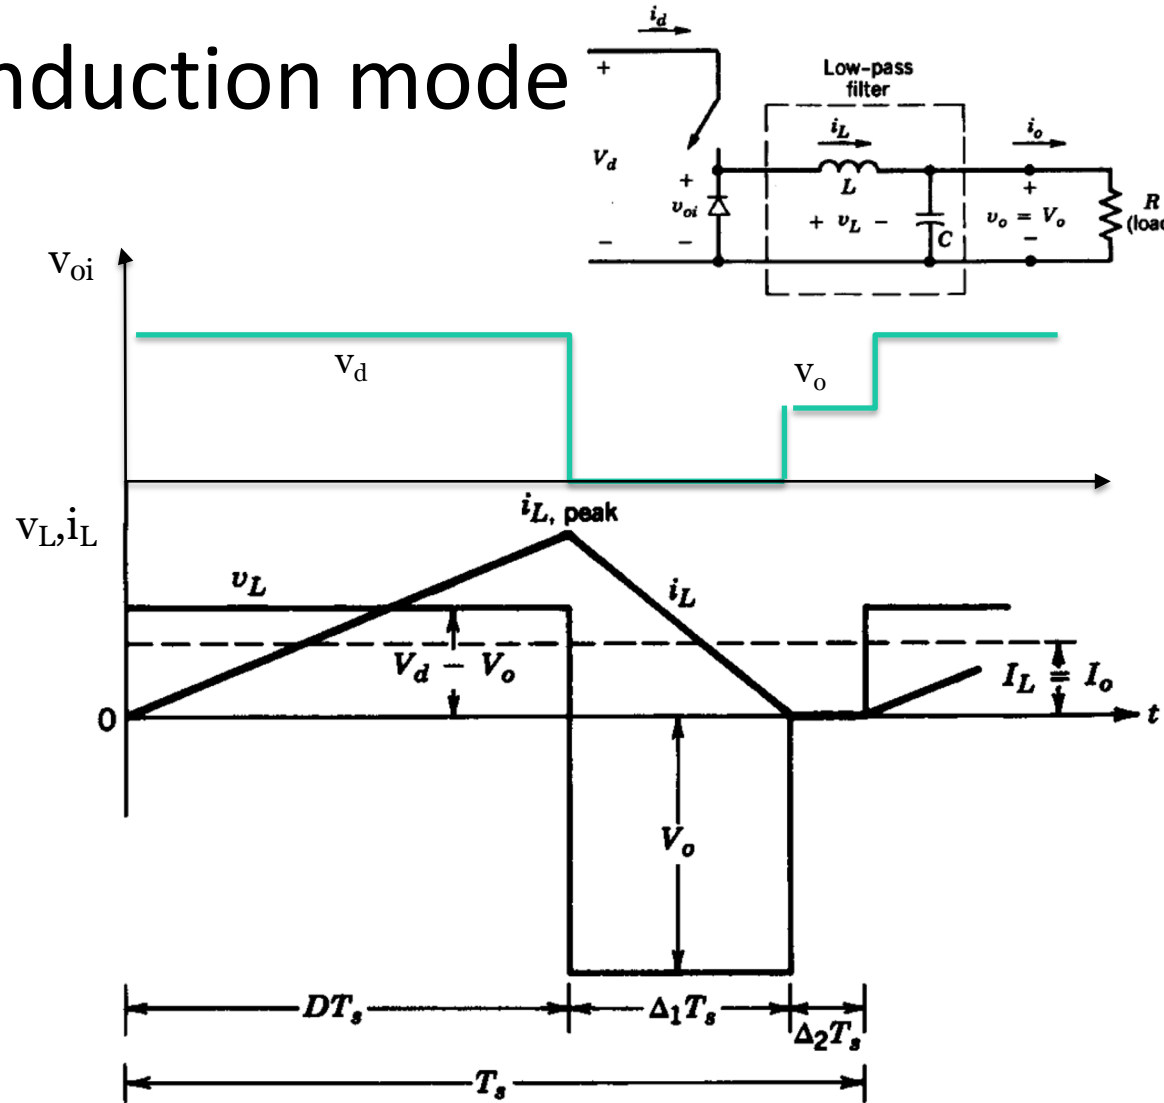 nduction mode
i_d
+
Low-pass
filter
i_L
i_o
V_d
+
v_oi
L
+ v_L -
C
+
v_o = V_o
R
(load
-
-
-
v_oi
v_d
v_o
i_L, peak
v_L,i_L
v_L
i_L
V_d - V_o
I_L = I_o
0
t
V_o
DT_s
Δ_1T_s
Δ_2T_s
T_s